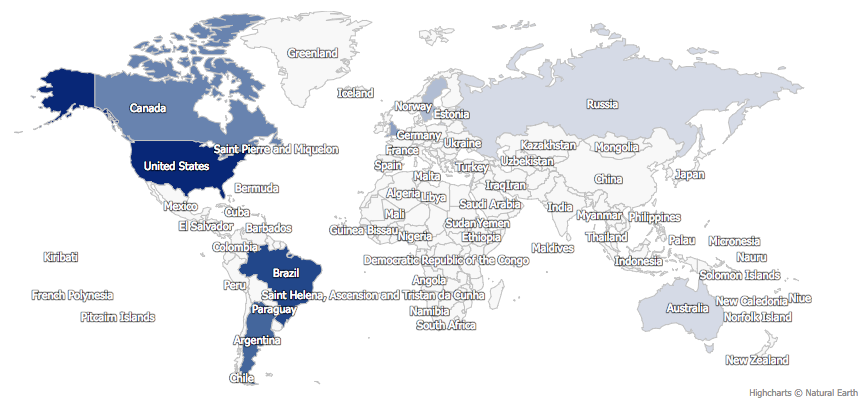 Greenland
Iceland
Canada
Norway
Russia
Estonia
Germany
Ukraine
Saint Pierre and Miquelon
France
Kazakhstan
Mongolia
United States
Spain
Turkey
Uzbekistan
Malta
China
Japan
Bermuda
Algeria
Libya
Iraq
Iran
Mexico
Cuba
Mali
Saudi Arabia
India
Myanmar
Philippines
El Salvador
Barbados
Guinea Bissau
Nigeria
Sudan
Yemen
Ethiopia
Thailand
Palau
Micronesia
Colombia
Maldives
Kiribati
Democratic Republic of the Congo
Indonesia
Nauru
Brazil
Solomon Islands
Peru
Angola
French Polynesia
Saint Helena, Ascension and Tristan da Cunha
New Caledonia
Niue
Pitcairn Islands
Paraguay
Namibia
Australia
Norfolk Island
South Africa
Argentina
New Zealand
Chile
Highcharts © Natural Earth